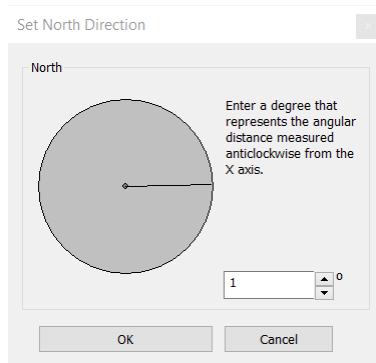 Set North Direction
x
North
Enter a degree that
represents the angular
distance measured
anticlockwise from the
X axis.
1
o
OK
Cancel